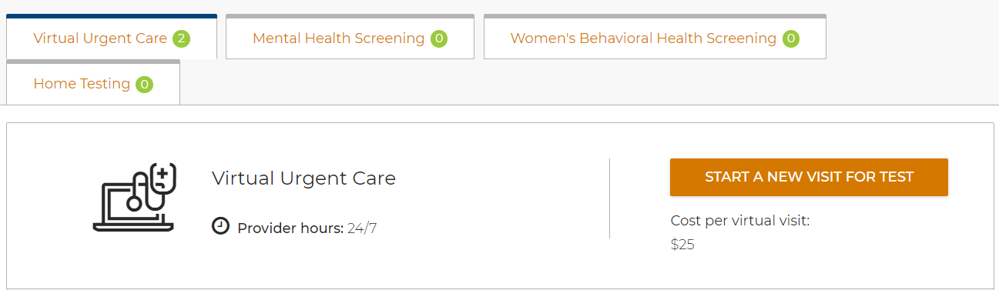 Virtual Urgent Care 2
Mental Health Screening 0
Women's Behavioral Health Screening 0
Home Testing 0
Virtual Urgent Care
Provider hours: 24/7
START A NEW VISIT FOR TEST
Cost per virtual visit:
$25